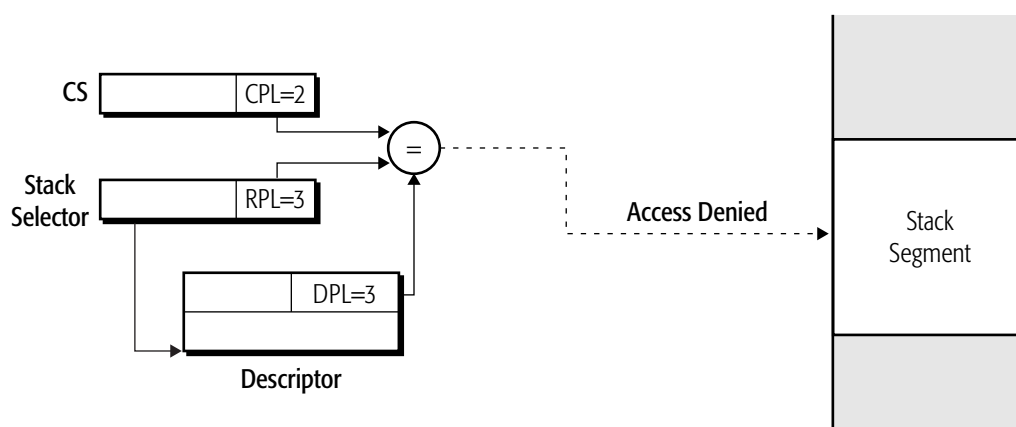 CS
CPL=2
=
Stack
Selector
RPL=3
Access Denied
Stack
Segment
DPL=3
Descriptor